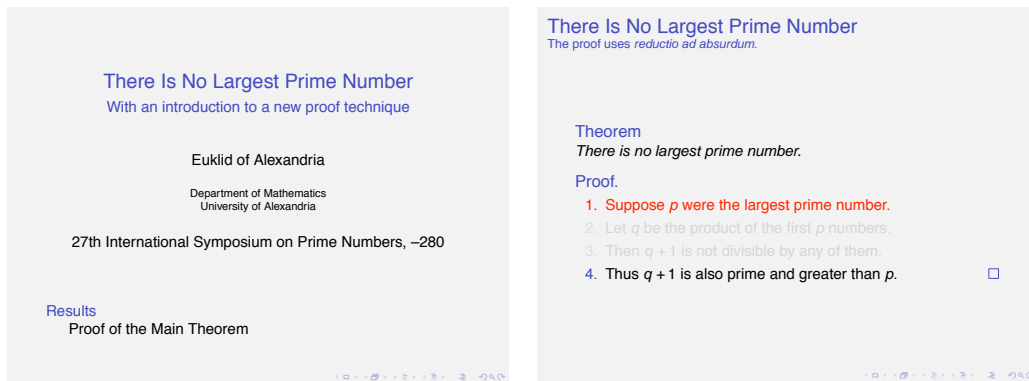 There Is No Largest Prime Number
With an introduction to a new proof technique
Euklid of Alexandria
Department of Mathematics
University of Alexandria
27th International Symposium on Prime Numbers, –280
Results
Proof of the Main Theorem
There Is No Largest Prime Number
The proof uses reductio ad absurdum.
Theorem
There is no largest prime number.
Proof.
1. Suppose p were the largest prime number.
2. Let q be the product of the first p numbers.
3. Then q + 1 is not divisible by any of them.
4. Thus q + 1 is also prime and greater than p.